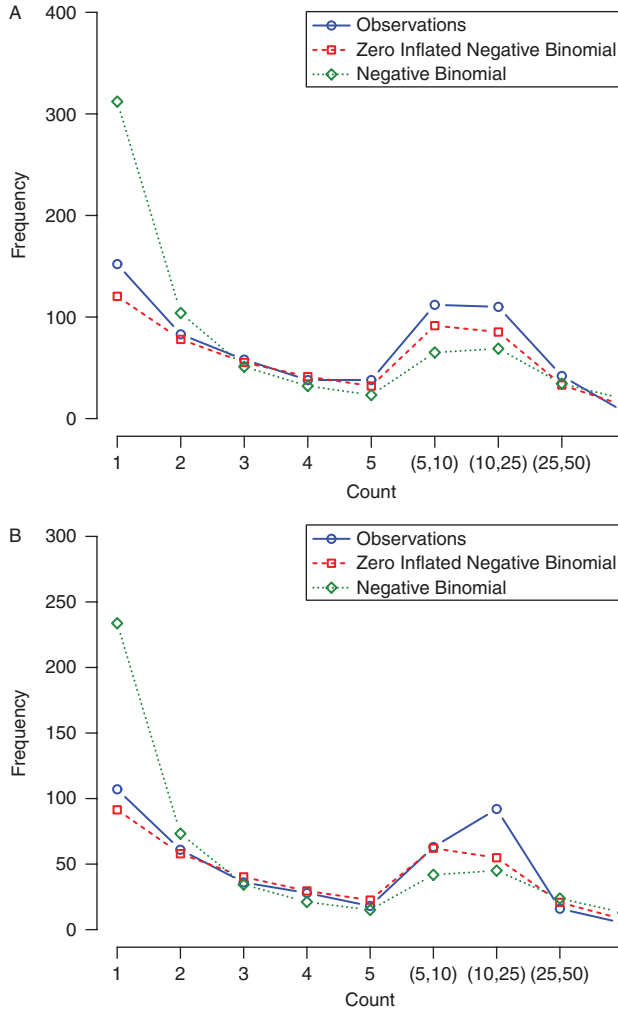 A
400
300
200
100
0
Frequency
Observations
Zero Inflated Negative Binomial
Negative Binomial
1 2 3 4 5 (5,10) (10,25) (25,50)
Count
B
300
250
200
150
100
50
0
Frequency
Observations
Zero Inflated Negative Binomial
Negative Binomial
1 2 3 4 5 (5,10) (10,25) (25,50)
Count